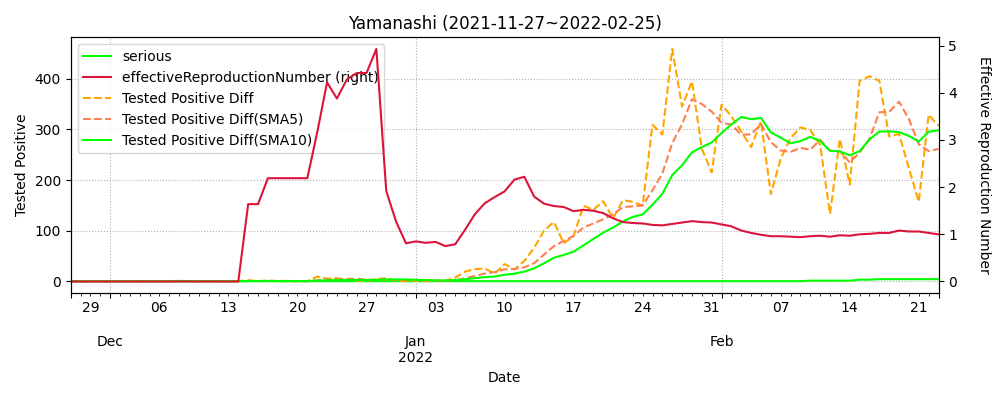 Yamanashi (2021-11-27~2022-02-25)
serious
effectiveReproductionNumber (right)
Tested Positive Diff
Tested Positive Diff(SMA5)
Tested Positive Diff(SMA10)
Tested Positive
400
300
200
100
0
5
4
3
2
1
0
Effective Reproduction Number
29 06 13 20 27 03 10 17 24 31 07 14 21
Dec Jan Feb
2022
Date